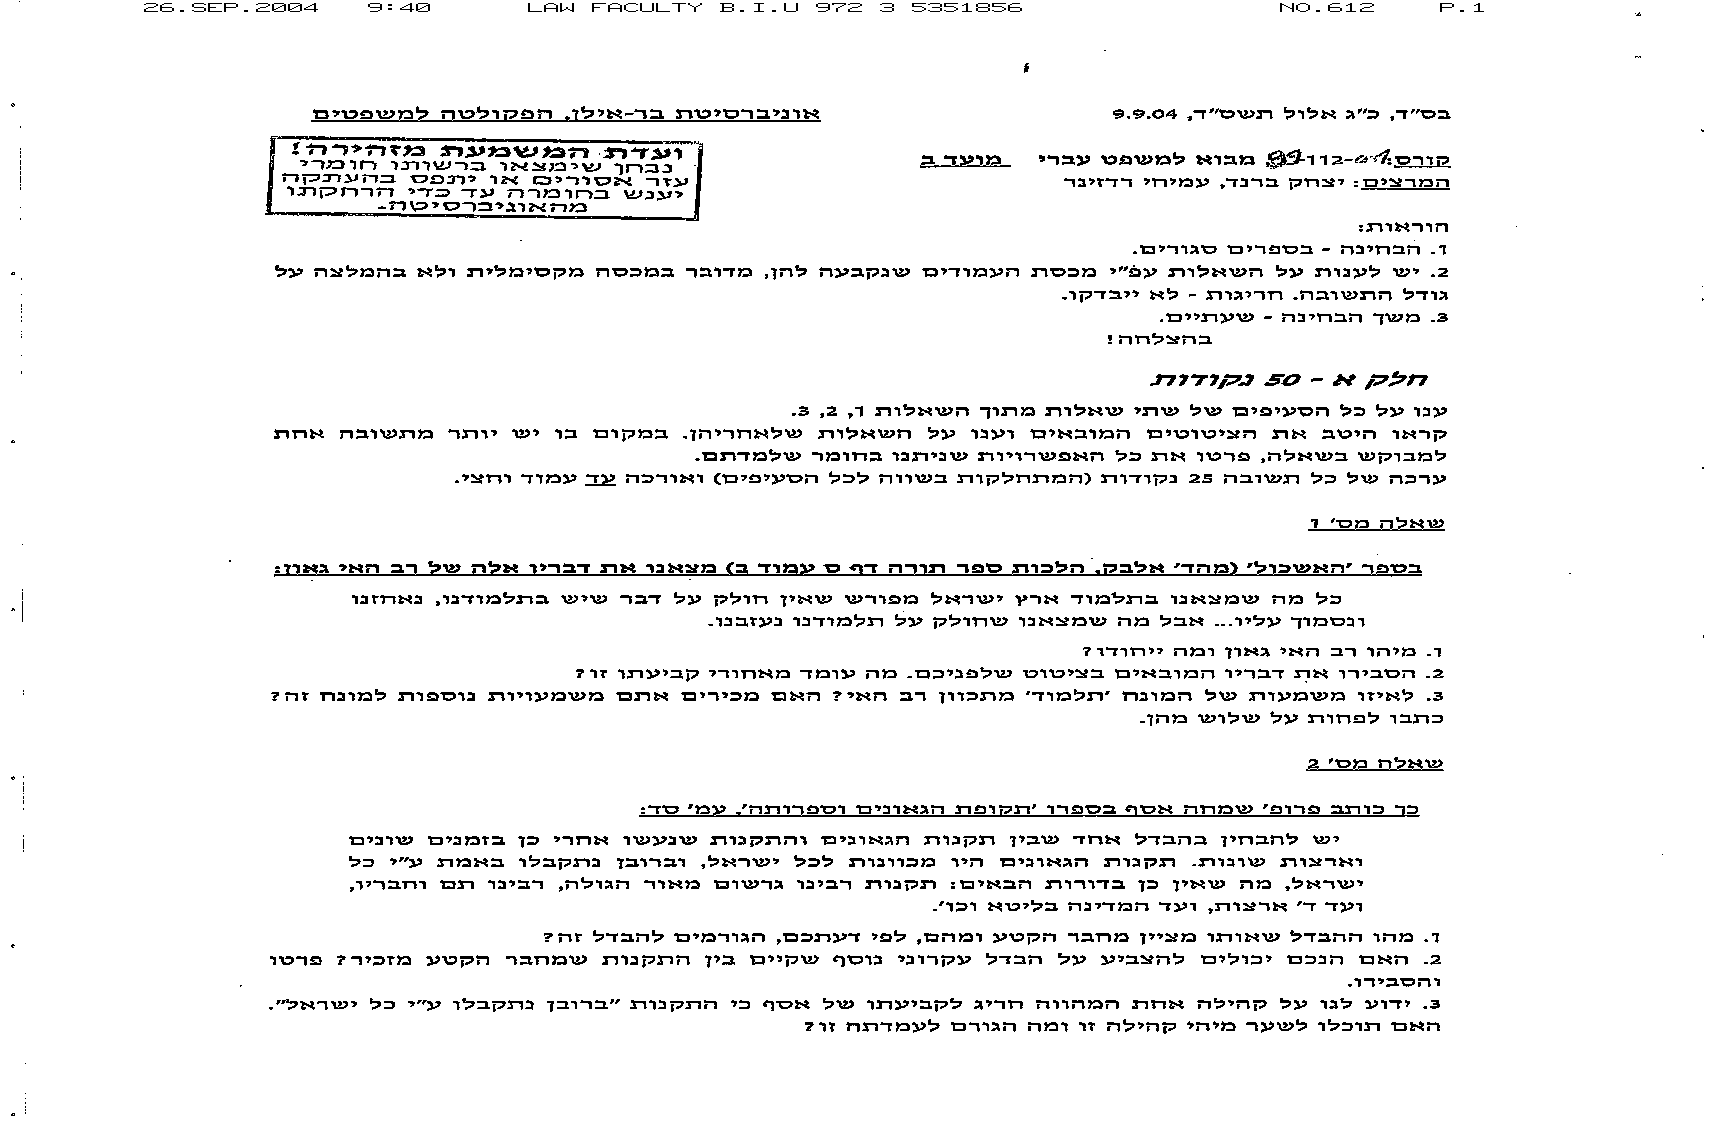 26.SEP.2004 9:40 LAW FACULTY B.I.U 972 3 5351856 NO.612 P.1
בס"ד, כ"ג אלול תשס"ד, 9.9.04 אוניברסיטת בר-אילן, הפקולטה למשפטים
ועדת המשמעת מזהירה!
נבחן שימצאו ברשותו חומרי
עזר אסורים או יתפס בהעתקה
יענש בחומרה עד כדי הרחקתו
מהאוניברסיטה.
קורס: 99-112-01 מבוא למשפט עברי מועד ב
המרצים: יצחק ברנד, עמיחי רדזינר
הוראות:
1. הבחינה - בספרים סגורים.
2. יש לענות על השאלות עפ"י מכסת העמודים שנקבעה להן, מדובר במכסה מקסימלית ולא בהמלצה על
גודל התשובה. חריגות - לא ייבדקו.
3. משך הבחינה - שעתיים.
בהצלחה!
חלק א - 50 נקודות
ענו על כל הסעיפים של שתי שאלות מתוך השאלות 1, 2, 3.
קראו היטב את הציטוטים המובאים וענו על השאלות שלאחריהן. במקום בו יש יותר מתשובה אחת
למבוקש בשאלה, פרטו את כל האפשרויות שניתנו בחומר שלמדתם.
ערכה של כל תשובה 25 נקודות (המתחלקות בשווה לכל הסעיפים) ואורכה עד עמוד וחצי.
שאלה מס' 1
בספר 'האשכול' (מהד' אלבק, הלכות ספר תורה דף ס עמוד ב) מצאנו את דבריו אלה של רב האי גאון:
כל מה שמצאנו בתלמוד ארץ ישראל מפורש שאין חולק על דבר שיש בתלמודנו, נאחזנו
ונסמוך עליו... אבל מה שמצאנו שחולק על תלמודנו נעזבנו.
1. מיהו רב האי גאון ומה ייחודו?
2. הסבירו את דבריו המובאים בציטוט שלפניכם. מה עומד מאחורי קביעתו זו?
3. לאיזו משמעות של המונח 'תלמוד' מתכוון רב האי? האם מכירים אתם משמעויות נוספות למונח זה?
כתבו לפחות על שלוש מהן.
שאלה מס' 2
כך כותב פרופ' שמחה אסף בספרו 'תקופת הגאונים וספרותה', עמ' סד:
יש להבחין בהבדל אחד שבין תקנות הגאונים והתקנות שנעשו אחרי כן בזמנים שונים
וארצות שונות. תקנות הגאונים היו מכוונות לכל ישראל, וברובן נתקבלו באמת ע"י כל
ישראל, מה שאין כן בדורות הבאים: תקנות רבינו גרשום מאור הגולה, רבינו תם וחבריו,
ועד ד' ארצות, ועד המדינה בליטא וכו'.
1. מהו ההבדל שאותו מציין מחבר הקטע ומהם, לפי דעתכם, הגורמים להבדל זה?
2. האם הנכם יכולים להצביע על הבדל עקרוני נוסף שקיים בין התקנות שמחבר הקטע מזכיר? פרטו
והסבירו.
3. ידוע לנו על קהילה אחת המהווה חריג לקביעתו של אסף כי התקנות "ברובן נתקבלו ע"י כל ישראל".
האם תוכלו לשער מיהי קהילה זו ומה הגורם לעמדתה זו?